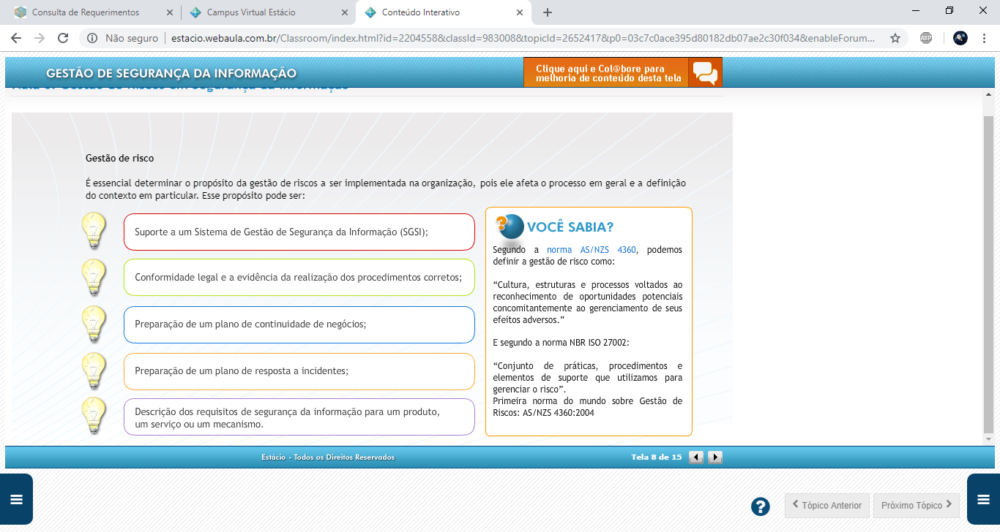 Consulta de Requerimentos
Campus Virtual Estácio
Conteúdo Interativo
Não seguro
estacio.webaula.com.br/Classroom/index.html?id=2204558&classId=983008&topicId=2652417&p0=03c7c0ace395d80182db07ae2c30f034&enableForum...
ABP
GESTÃO DE SEGURANÇA DA INFORMAÇÃO
Clique aqui e Col@bore para
melhoria de conteúdo desta tela
Gestão de Riscos em Segurança da Informação
Gestão de risco
É essencial determinar o propósito da gestão de riscos a ser implementada na organização, pois ele afeta o processo em geral e a definição
do contexto em particular. Esse propósito pode ser:
Suporte a um Sistema de Gestão de Segurança da Informação (SGSI);
Conformidade legal e a evidência da realização dos procedimentos corretos;
Preparação de um plano de continuidade de negócios;
Preparação de um plano de resposta a incidentes;
Descrição dos requisitos de segurança da informação para um produto,
um serviço ou um mecanismo.
VOCÊ SABIA?
Segundo a norma AS/NZS 4360, podemos
definir a gestão de risco como:
“Cultura, estruturas e processos voltados ao
reconhecimento de oportunidades potenciais
concomitantemente ao gerenciamento de seus
efeitos adversos.”
E segundo a norma NBR ISO 27002:
“Conjunto de práticas, procedimentos e
elementos de suporte que utilizamos para
gerenciar o risco”.
Primeira norma do mundo sobre Gestão de
Riscos: AS/NZS 4360:2004
Estácio - Todos os Direitos Reservados
Tela 8 de 15
?
Tópico Anterior
Próximo Tópico